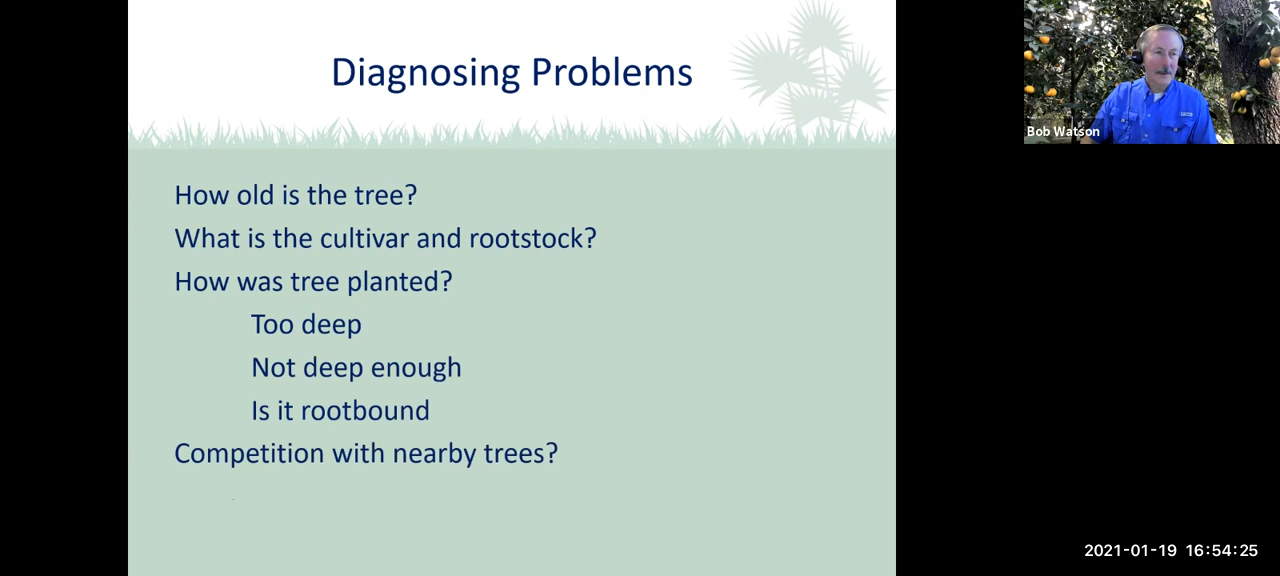 Diagnosing Problems
How old is the tree?
What is the cultivar and rootstock?
How was tree planted?
Too deep
Not deep enough
Is it rootbound
Competition with nearby trees?
Bob Watson
2021-01-19 16:54:25